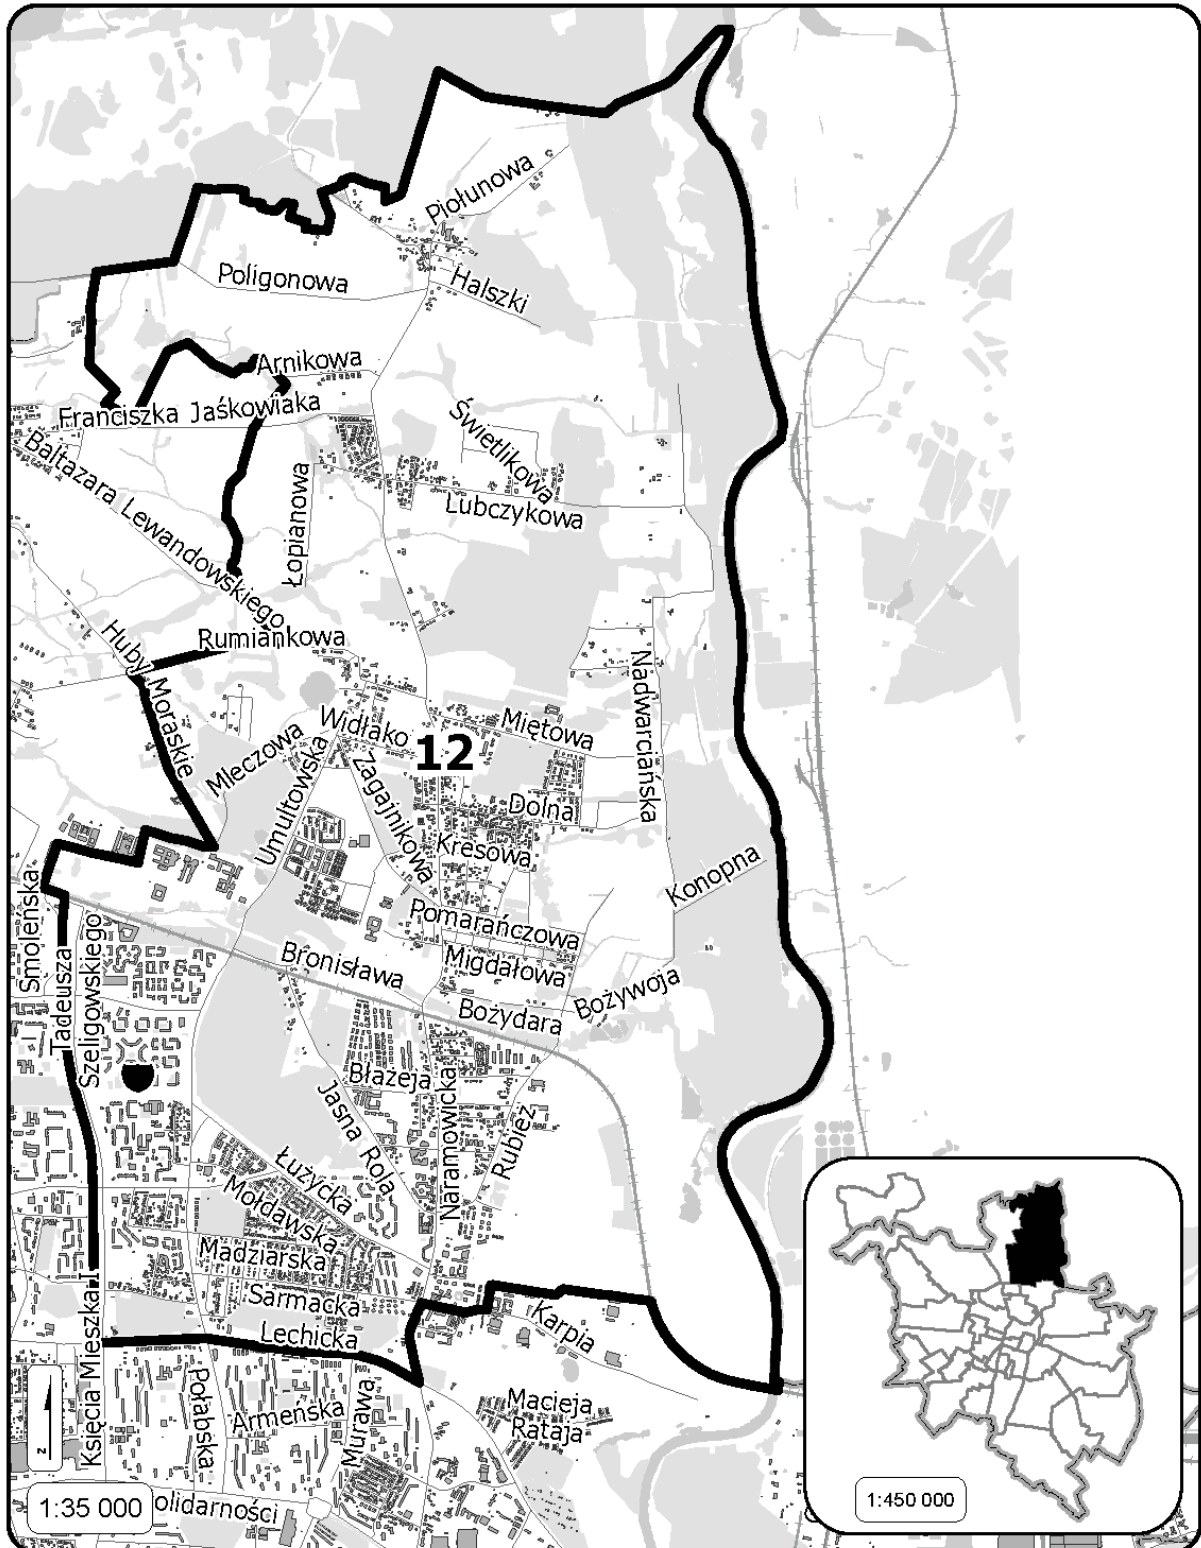 Piołunowa
Poligonowa
Halszki
Arnikowa
Franciszka Jaśkowiaka
Świetlikowa
Baltazara Lewandowskiego
Łopianowa
Lubczykowa
Rumiankowa
Huby Moraskie
Nadwarciańska
Widłako
Miętowa
12
Mleczowa
Umultowska
Zagajnikowa
Dolna
Kresowa
Konopna
Smoleńska
Pomarańczowa
Tadeusza
Szeligowskiego
Bronisława
Migdałowa
Bożywoja
Bożydara
Błażeja
Jasna Rola
Naramowicka
Rubież
Łużycka
Mołdawska
Madziarska
Sarmacka
Księcia Mieszka I
Lechicka
Karpia
Połabska
Armeńska
Murawa
Macieja
Rataja
z
1:35 000
olidarności
1:450 000